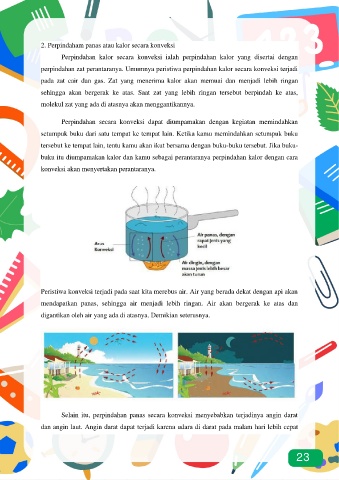 2. Perpindaham panas atau kalor secara konveksi
Perpindahan kalor secara konveksi ialah perpindahan kalor yang disertai dengan
perpindahan zat perantaranya. Umumnya peristiwa perpindahan kalor secara konveksi terjadi
pada zat cair dan gas. Zat yang menerima kalor akan memuai dan menjadi lebih ringan
sehingga akan bergerak ke atas. Saat zat yang lebih ringan tersebut berpindah ke atas,
molekul zat yang ada di atasnya akan menggantikannya.
Perpindahan secara konveksi dapat diumpamakan dengan kegiatan memindahkan
setumpuk buku dari satu tempat ke tempat lain. Ketika kamu memindahkan setumpuk buku
tersebut ke tempat lain, tentu kamu akan ikut bersama dengan buku-buku tersebut. Jika buku-
buku itu diumpamakan kalor dan kamu sebagai perantaranya perpindahan kalor dengan cara
konveksi akan menyertakan perantaranya.
Air panas, dengan
rapat jenis yang
kecil
Arus
Konveksi
Air dingin, dengan
massa jenis lebih besar
akan turun
Peristiwa konveksi terjadi pada saat kita merebus air. Air yang berada dekat dengan api akan
mendapatkan panas, sehingga air menjadi lebih ringan. Air akan bergerak ke atas dan
digantikan oleh air yang ada di atasnya. Demikian seterusnya.
Selain itu, perpindahan panas secara konveksi menyebabkan terjadinya angin darat
dan angin laut. Angin darat dapat terjadi karena udara di darat pada malam hari lebih cepat
23